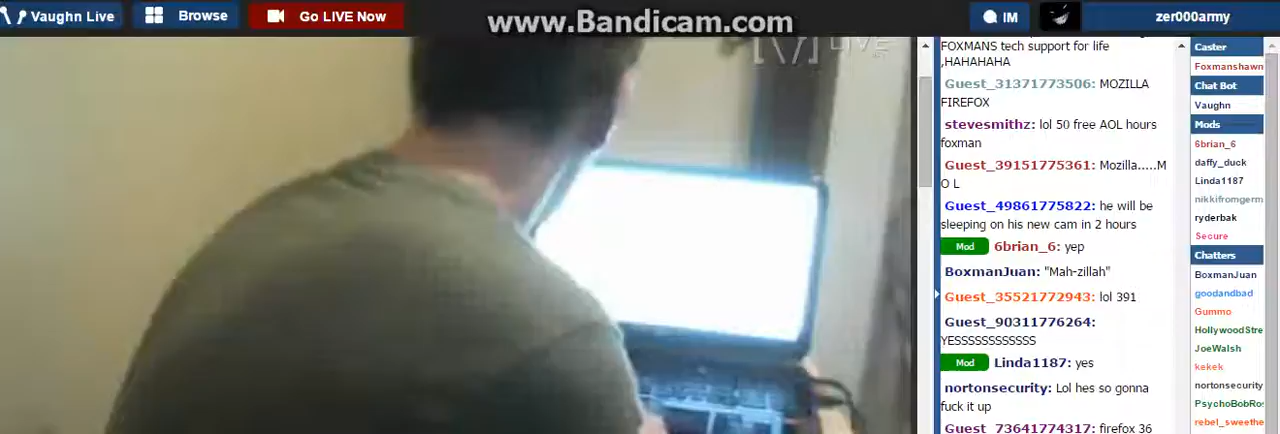 Vaughn Live Browse Go LIVE Now www.Bandicam.com IM zer000army
[\/] LIVE
FOXMANS tech support for life
,HAHAHAHA
Guest_31371773506: MOZILLA
FIREFOX
stevesmithz: lol 50 free AOL hours
foxman
Guest_39151775361: Mozilla.....M
O L
Guest_49861775822: he will be
sleeping on his new cam in 2 hours
Mod 6brian_6: yep
BoxmanJuan: "Mah-zillah"
Guest_35521772943: lol 391
Guest_90311776264:
YESSSSSSSSSSS
Mod Linda1187: yes
nortonsecurity: Lol hes so gonna
fuck it up
Guest_73641774317: firefox 36
Caster
Foxmanshawn
Chat Bot
Vaughn
Mods
6brian_6
daffy_duck
Linda1187
nikkifromgerm
ryderbak
Secure
Chatters
BoxmanJuan
goodandbad
Gummo
HollywoodStre
JoeWalsh
kekek
nortonsecurity
PsychoBobRos
rebel_sweethe